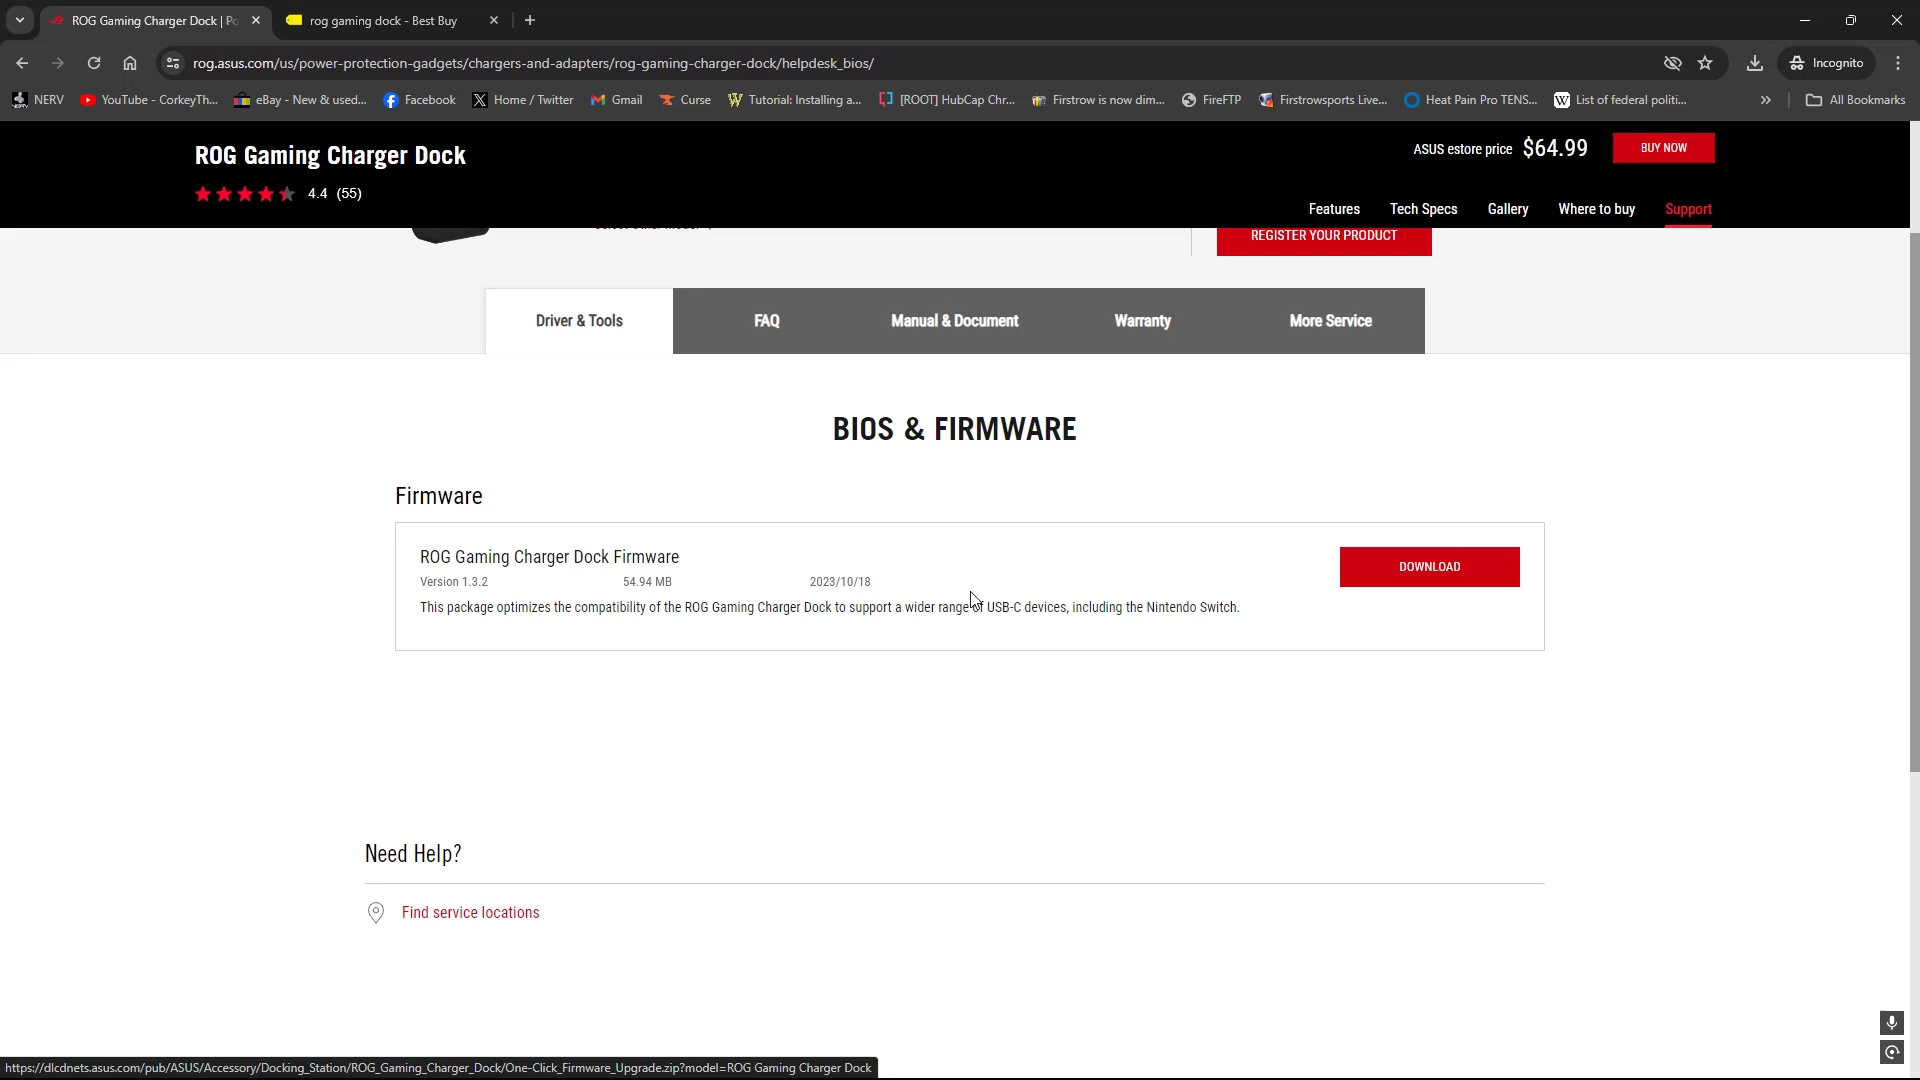 ROG Gaming Charger Dock | Po
rog gaming dock - Best Buy
rog.asus.com/us/power-protection-gadgets/chargers-and-adapters/rog-gaming-charger-dock/helpdesk_bios/
Incognito
NERV
YouTube - CorkeyTh...
eBay - New & used...
Facebook
Home / Twitter
Gmail
Curse
Tutorial: Installing a...
[ROOT] HubCap Chr...
Firstrow is now dim...
FireFTP
Firstrowsports Live...
Heat Pain Pro TENS...
List of federal politi...
All Bookmarks
ROG Gaming Charger Dock
ASUS estore price $64.99
BUY NOW
4.4 (55)
Features
Tech Specs
Gallery
Where to buy
Support
REGISTER YOUR PRODUCT
Driver & Tools
FAQ
Manual & Document
Warranty
More Service
BIOS & FIRMWARE
Firmware
ROG Gaming Charger Dock Firmware
DOWNLOAD
Version 1.3.2
54.94 MB
2023/10/18
This package optimizes the compatibility of the ROG Gaming Charger Dock to support a wider range of USB-C devices, including the Nintendo Switch.
Need Help?
Find service locations
https://dlcdnets.asus.com/pub/ASUS/Accessory/Docking_Station/ROG_Gaming_Charger_Dock/One-Click_Firmware_Upgrade.zip?model=ROG Gaming Charger Dock